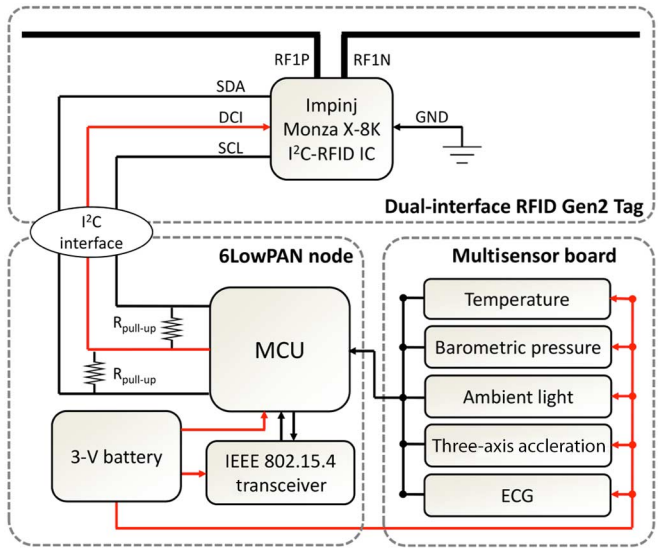 RF1P
RF1N
SDA
DCI
SCL
Impinj
Monza X-8K
I²C-RFID IC
GND
Dual-interface RFID Gen2 Tag
I²C
interface
6LowPAN node
Multisensor board
Rpull-up
Rpull-up
MCU
Temperature
Barometric pressure
Ambient light
Three-axis accleration
ECG
3-V battery
IEEE 802.15.4
transceiver